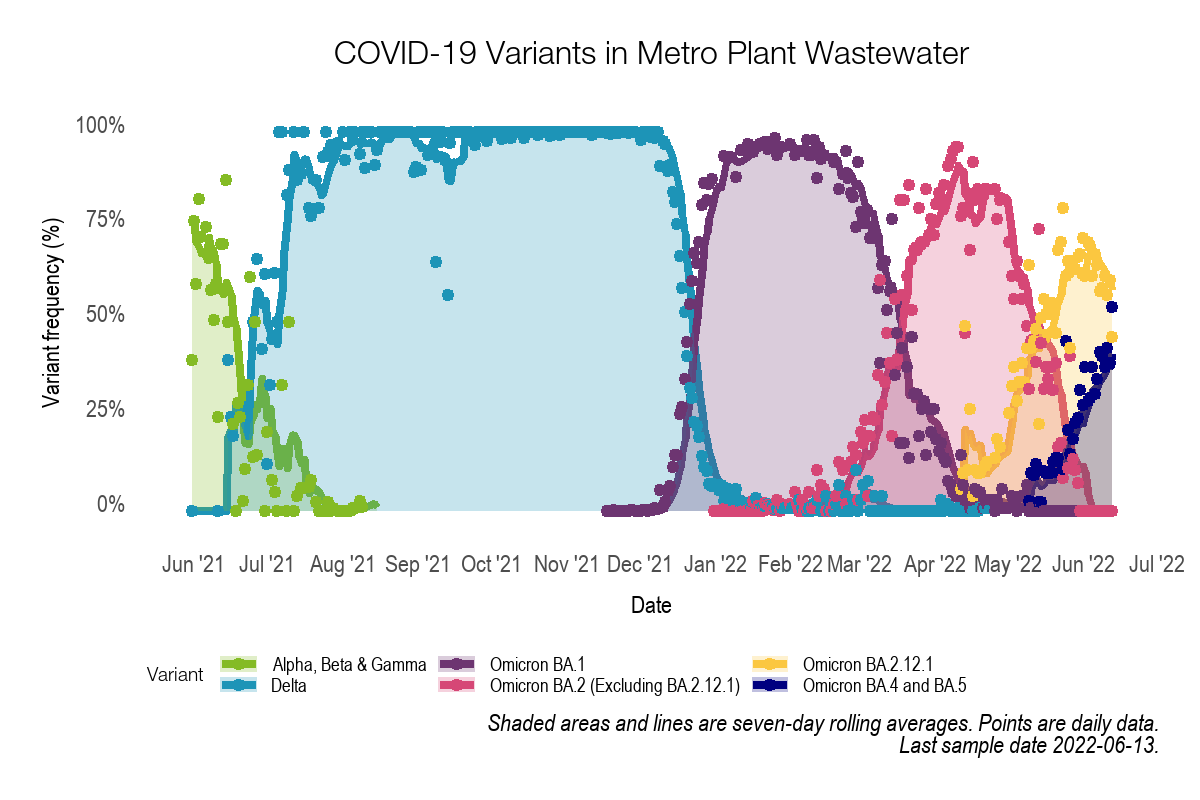 COVID-19 Variants in Metro Plant Wastewater
Variant frequency (%)
100%
75%
50%
25%
0%
Jun '21 Jul '21 Aug '21 Sep '21 Oct '21 Nov '21 Dec '21 Jan '22 Feb '22 Mar '22 Apr '22 May '22 Jun '22 Jul '22
Date
Variant
Alpha, Beta & Gamma
Delta
Omicron BA.1
Omicron BA.2 (Excluding BA.2.12.1)
Omicron BA.2.12.1
Omicron BA.4 and BA.5
Shaded areas and lines are seven-day rolling averages. Points are daily data.
Last sample date 2022-06-13.